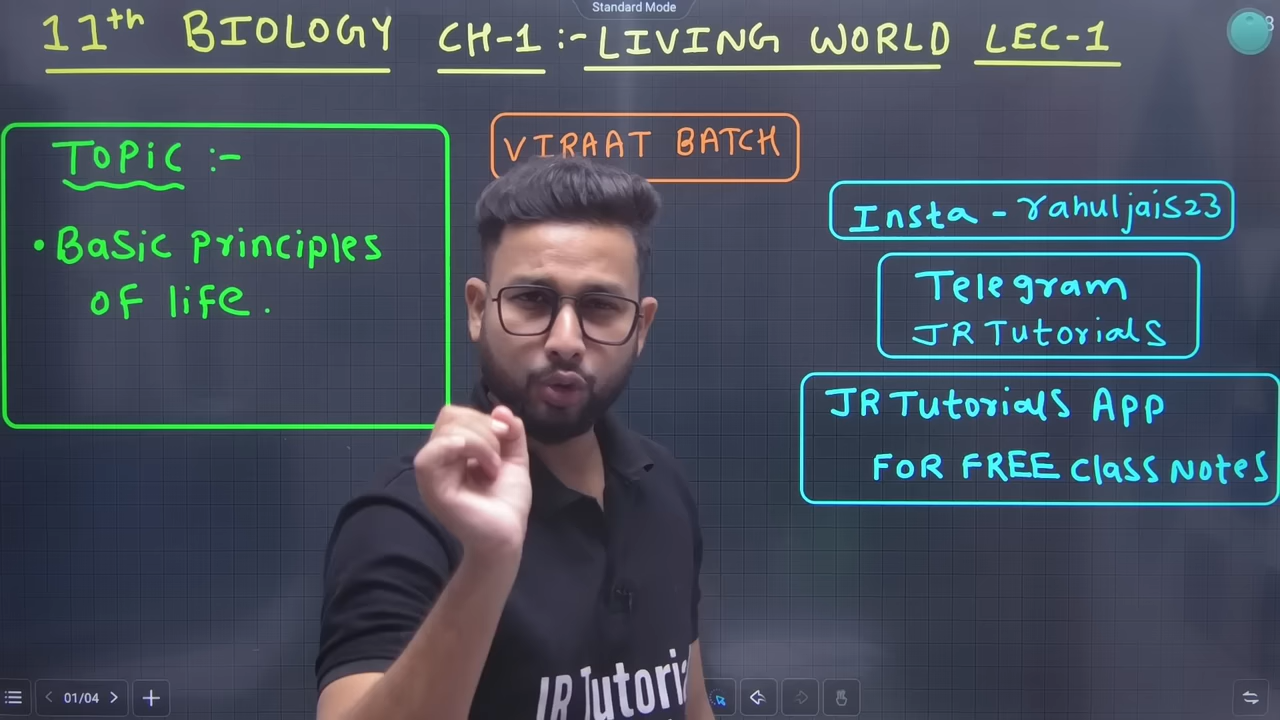 Standard Mode
11th BIOLOGY CH-1 :- LIVING WORLD LEC-1
TOPIC :-
• Basic principles
of life.
VIRAAT BATCH
Insta - rahuljais23
Telegram
JR Tutorials
JR Tutorials App
FOR FREE Class Notes
JR Tutoria
01/04